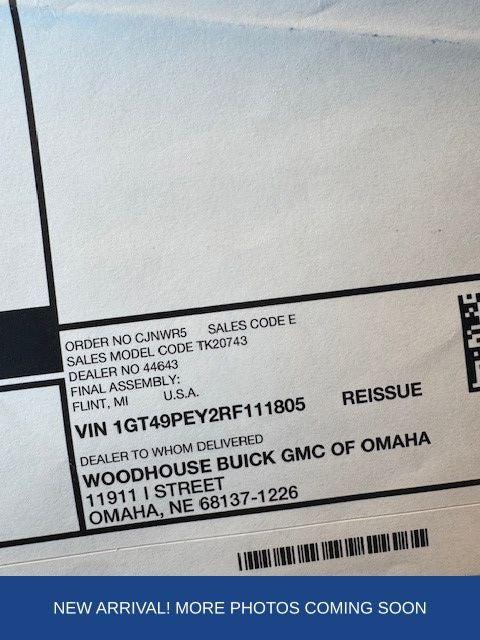 ORDER NO CJNWR5 SALES CODE E
SALES MODEL CODE TK20743
DEALER NO 44643
FINAL ASSEMBLY:
FLINT, MI U.S.A.
VIN 1GT49PEY2RF111805 REISSUE
DEALER TO WHOM DELIVERED
WOODHOUSE BUICK GMC OF OMAHA
11911 I STREET
OMAHA, NE 68137-1226
NEW ARRIVAL! MORE PHOTOS COMING SOON